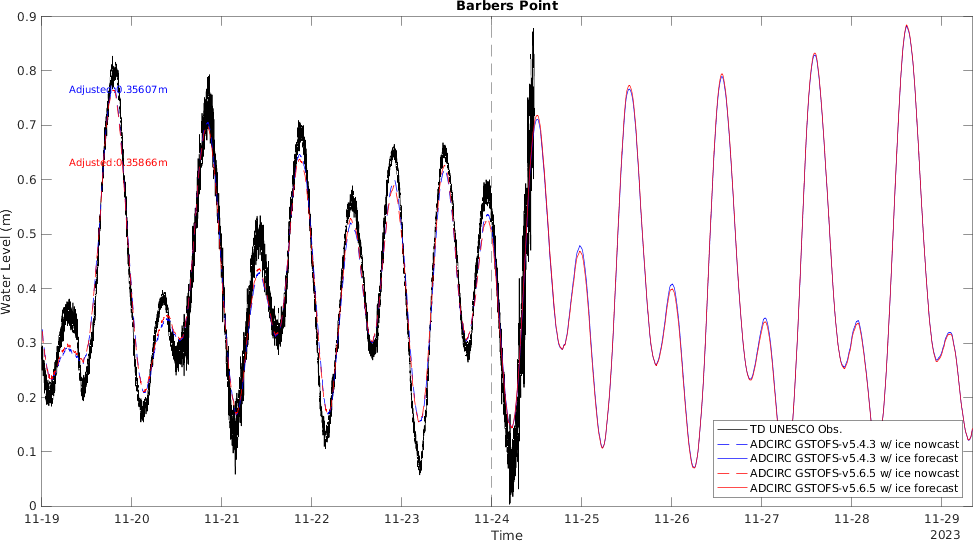 Barbers Point
0.9
0.8
0.7
0.6
0.5
0.4
0.3
0.2
0.1
0
Water Level (m)
Adjusted:0.35607m
Adjusted:0.35866m
TD UNESCO Obs.
ADCIRC GSTOFS-v5.4.3 w/ ice nowcast
ADCIRC GSTOFS-v5.4.3 w/ ice forecast
ADCIRC GSTOFS-v5.6.5 w/ ice nowcast
ADCIRC GSTOFS-v5.6.5 w/ ice forecast
11-19 11-20 11-21 11-22 11-23 11-24 11-25 11-26 11-27 11-28 11-29
Time
2023